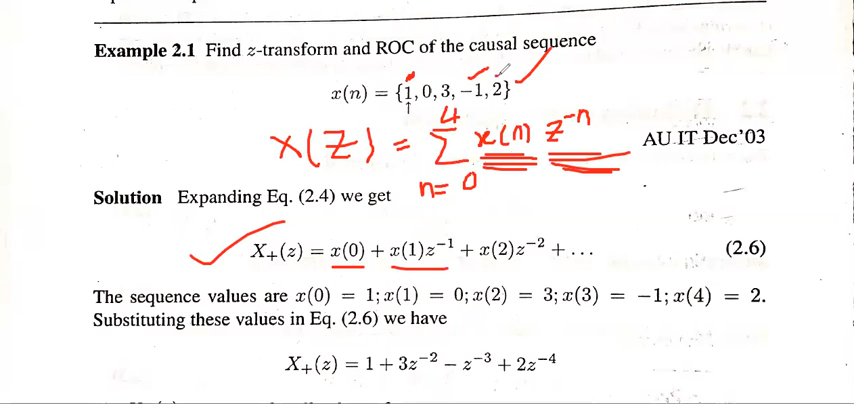 Example 2.1 Find z-transform and ROC of the causal sequence
x(n) = {1, 0, 3, −1, 2}
↑
X(Z) = 4 Σ n=0 x(n) z^-n
AU IT Dec'03
Solution Expanding Eq. (2.4) we get
X₊(z) = x(0) + x(1)z⁻¹ + x(2)z⁻² + ... (2.6)
The sequence values are x(0) = 1; x(1) = 0; x(2) = 3; x(3) = −1; x(4) = 2.
Substituting these values in Eq. (2.6) we have
X₊(z) = 1 + 3z⁻² − z⁻³ + 2z⁻⁴